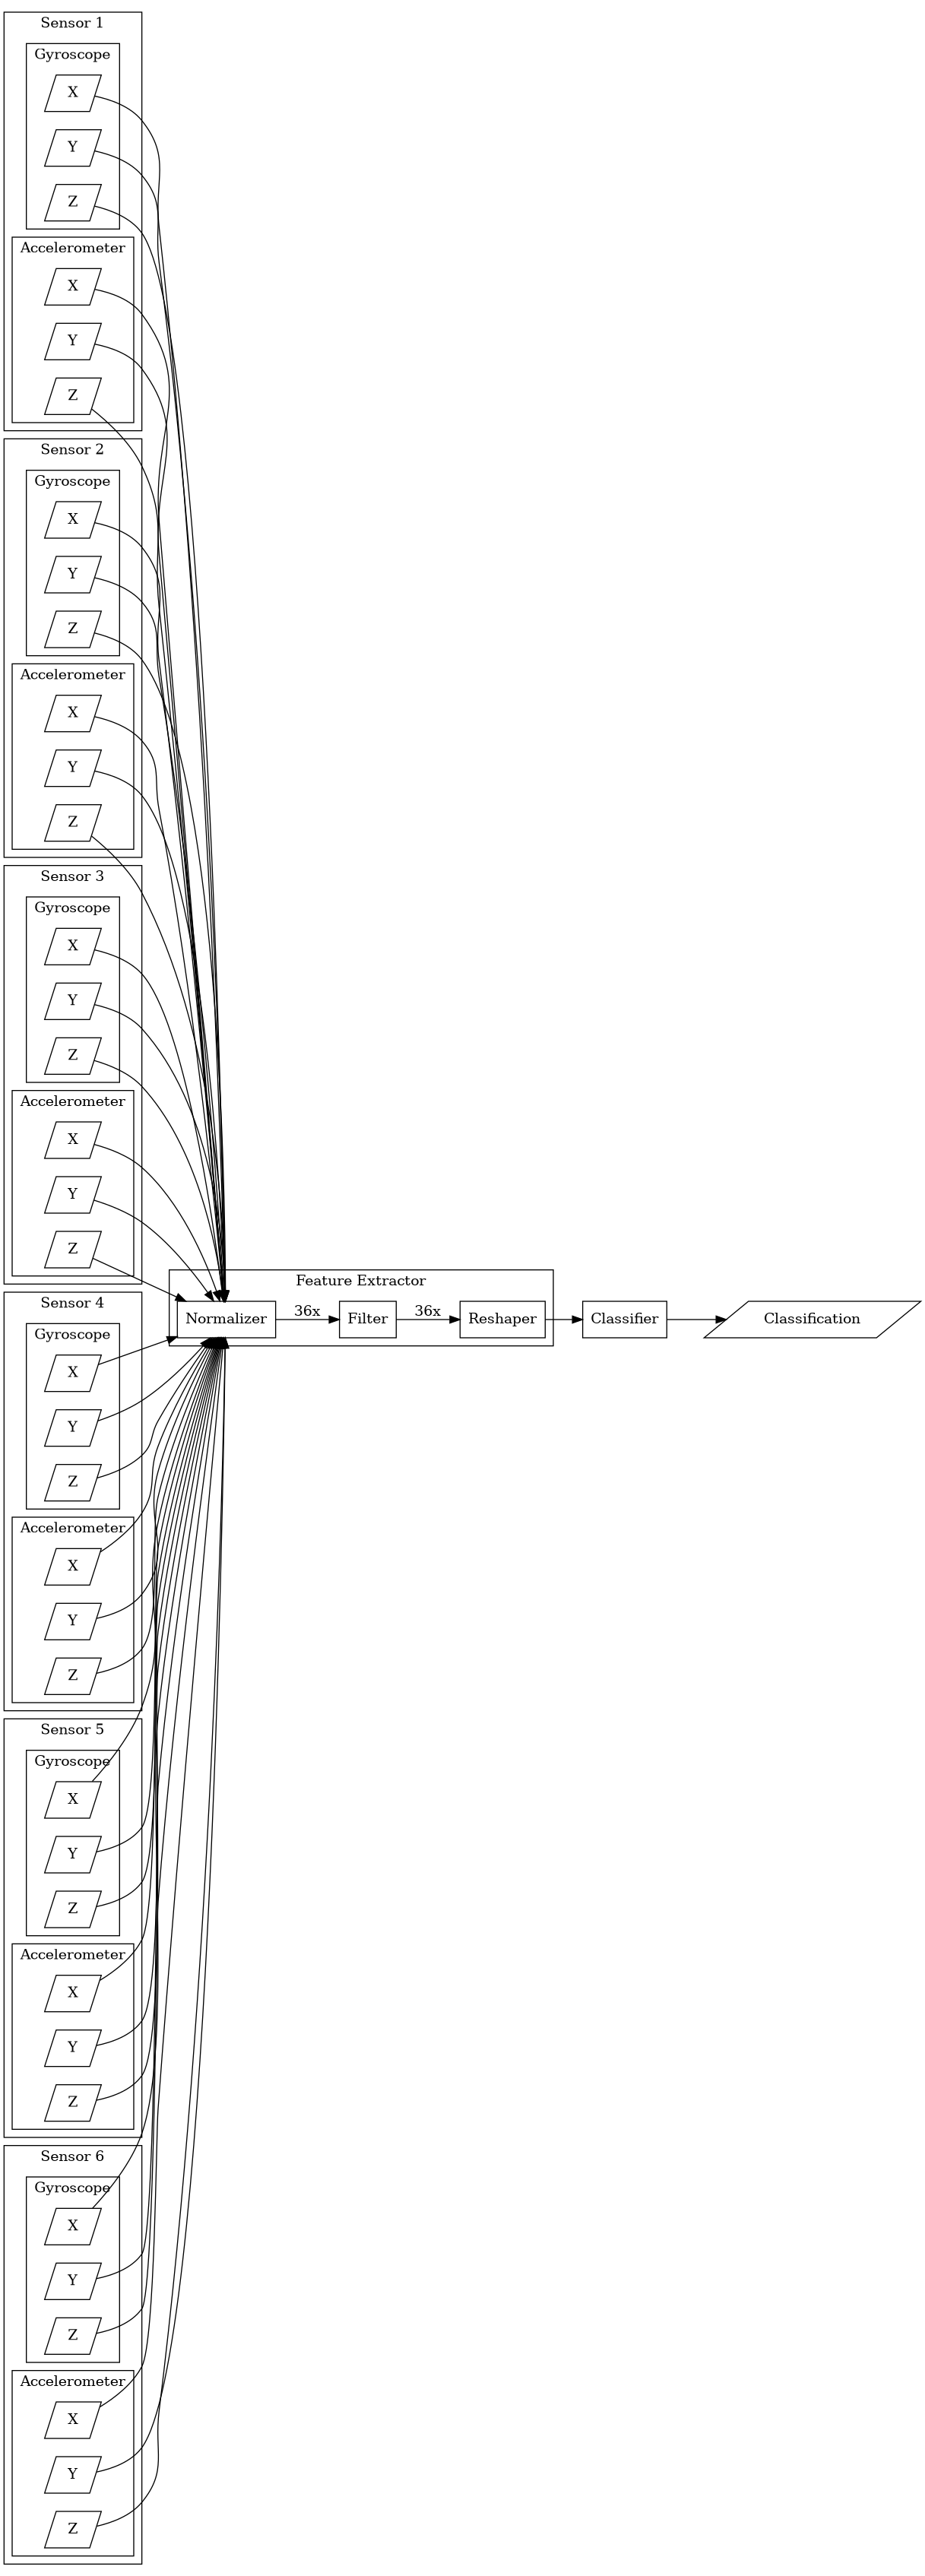 Sensor 1
Gyroscope
X
Y
Z
Accelerometer
X
Y
Z
Sensor 2
Gyroscope
X
Y
Z
Accelerometer
X
Y
Z
Sensor 3
Gyroscope
X
Y
Z
Accelerometer
X
Y
Z
Feature Extractor
Normalizer 36x Filter 36x Reshaper Classifier Classification
Sensor 4
Gyroscope
X
Y
Z
Accelerometer
X
Y
Z
Sensor 5
Gyroscope
X
Y
Z
Accelerometer
X
Y
Z
Sensor 6
Gyroscope
X
Y
Z
Accelerometer
X
Y
Z